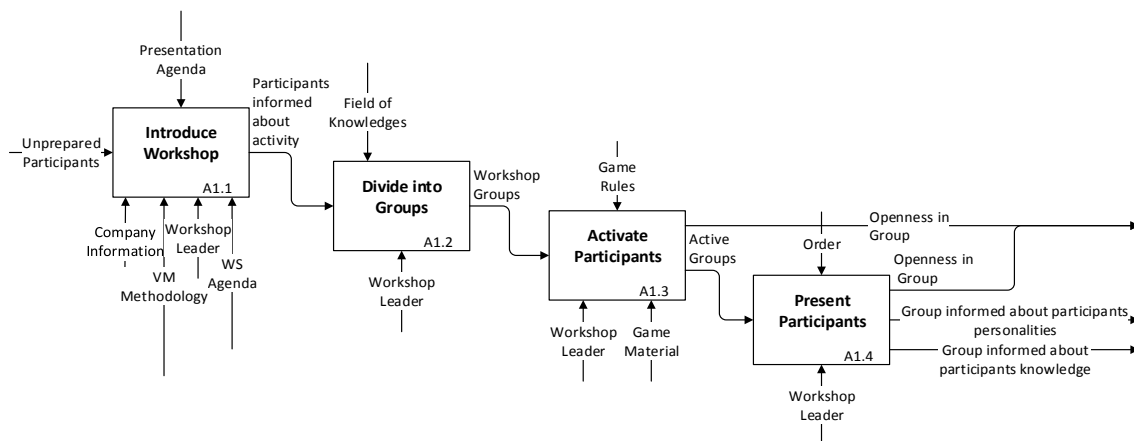 Presentation
Agenda
Unprepared
Participants
Introduce
Workshop
A1.1
Company
Information
VM
Methodology
Workshop
Leader
WS
Agenda
Participants
informed
about
activity
Field of
Knowledges
Divide into
Groups
A1.2
Workshop
Leader
Workshop
Groups
Game
Rules
Activate
Participants
A1.3
Workshop
Leader
Game
Material
Active
Groups
Openness in
Group
Order
Present
Participants
A1.4
Workshop
Leader
Openness in
Group
Group informed about participants
personalities
Group informed about
participants knowledge